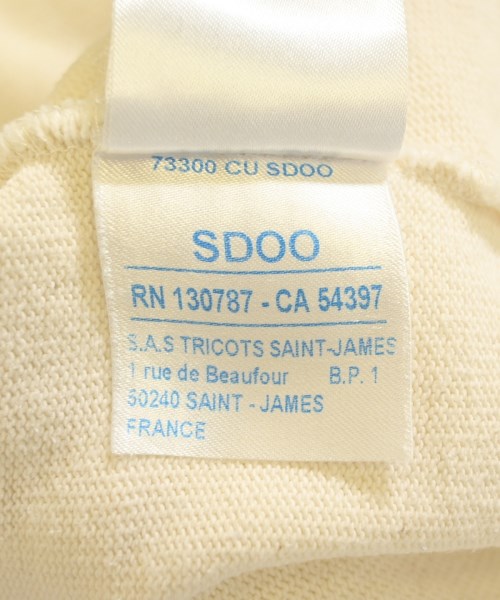 73300 CU SDOO
SDOO
RN 130787 - CA 54397
S.A.S TRICOTS SAINT-JAMES
1 rue de Beaufour B.P. 1
50240 SAINT - JAMES
FRANCE